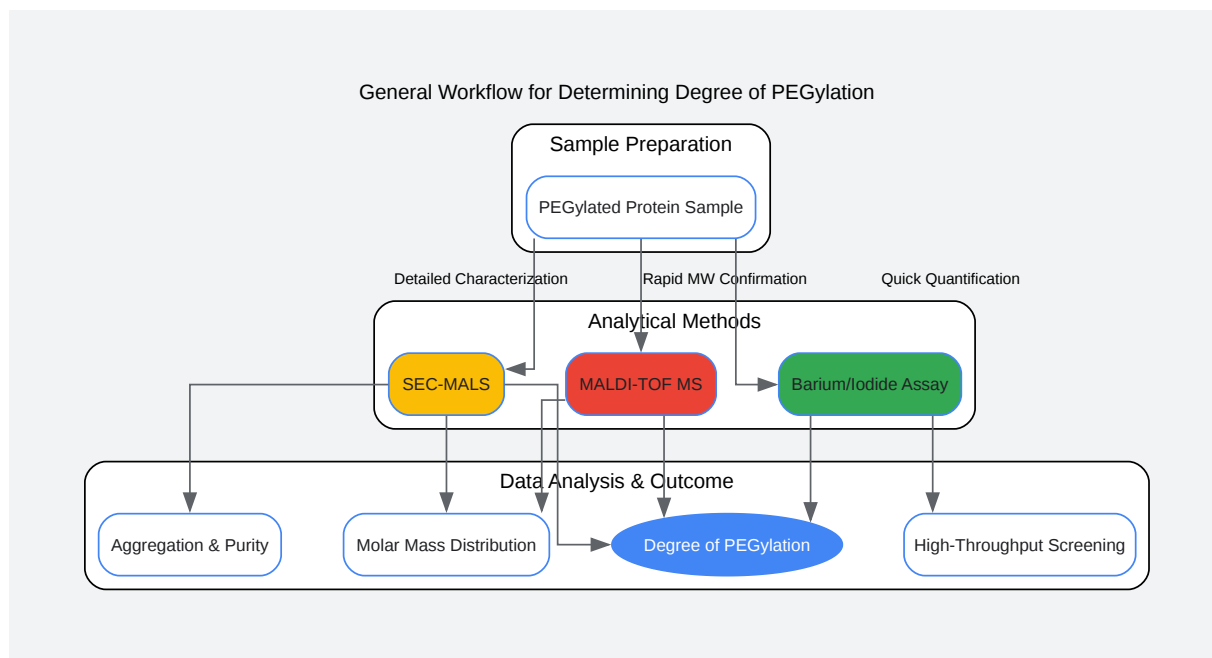 General Workflow for Determining Degree of PEGylation
Sample Preparation
PEGylated Protein Sample
Detailed Characterization
Rapid MW Confirmation
Quick Quantification
Analytical Methods
SEC-MALS
MALDI-TOF MS
Barium/Iodide Assay
Data Analysis & Outcome
Aggregation & Purity
Molar Mass Distribution
Degree of PEGylation
High-Throughput Screening